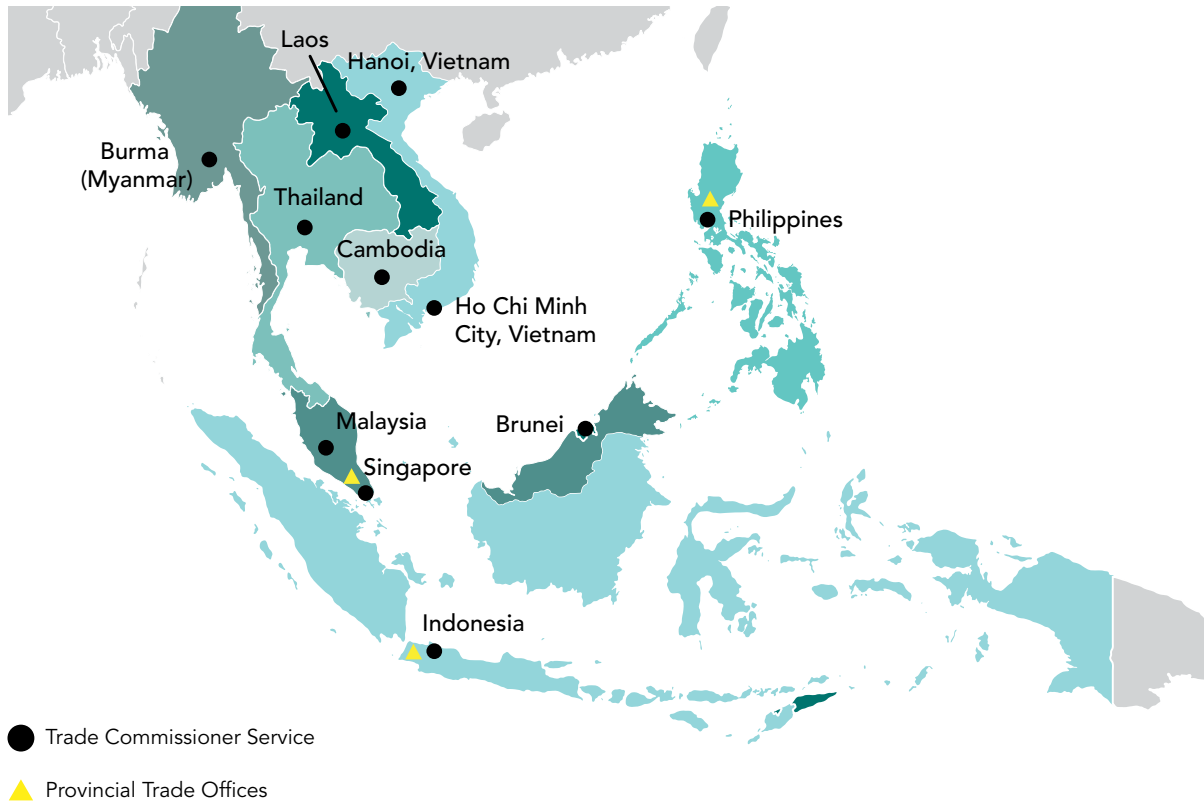 Laos
Hanoi, Vietnam
Burma
(Myanmar)
Thailand
Philippines
Cambodia
Ho Chi Minh
City, Vietnam
Malaysia
Brunei
Singapore
Indonesia
Trade Commissioner Service
Provincial Trade Offices